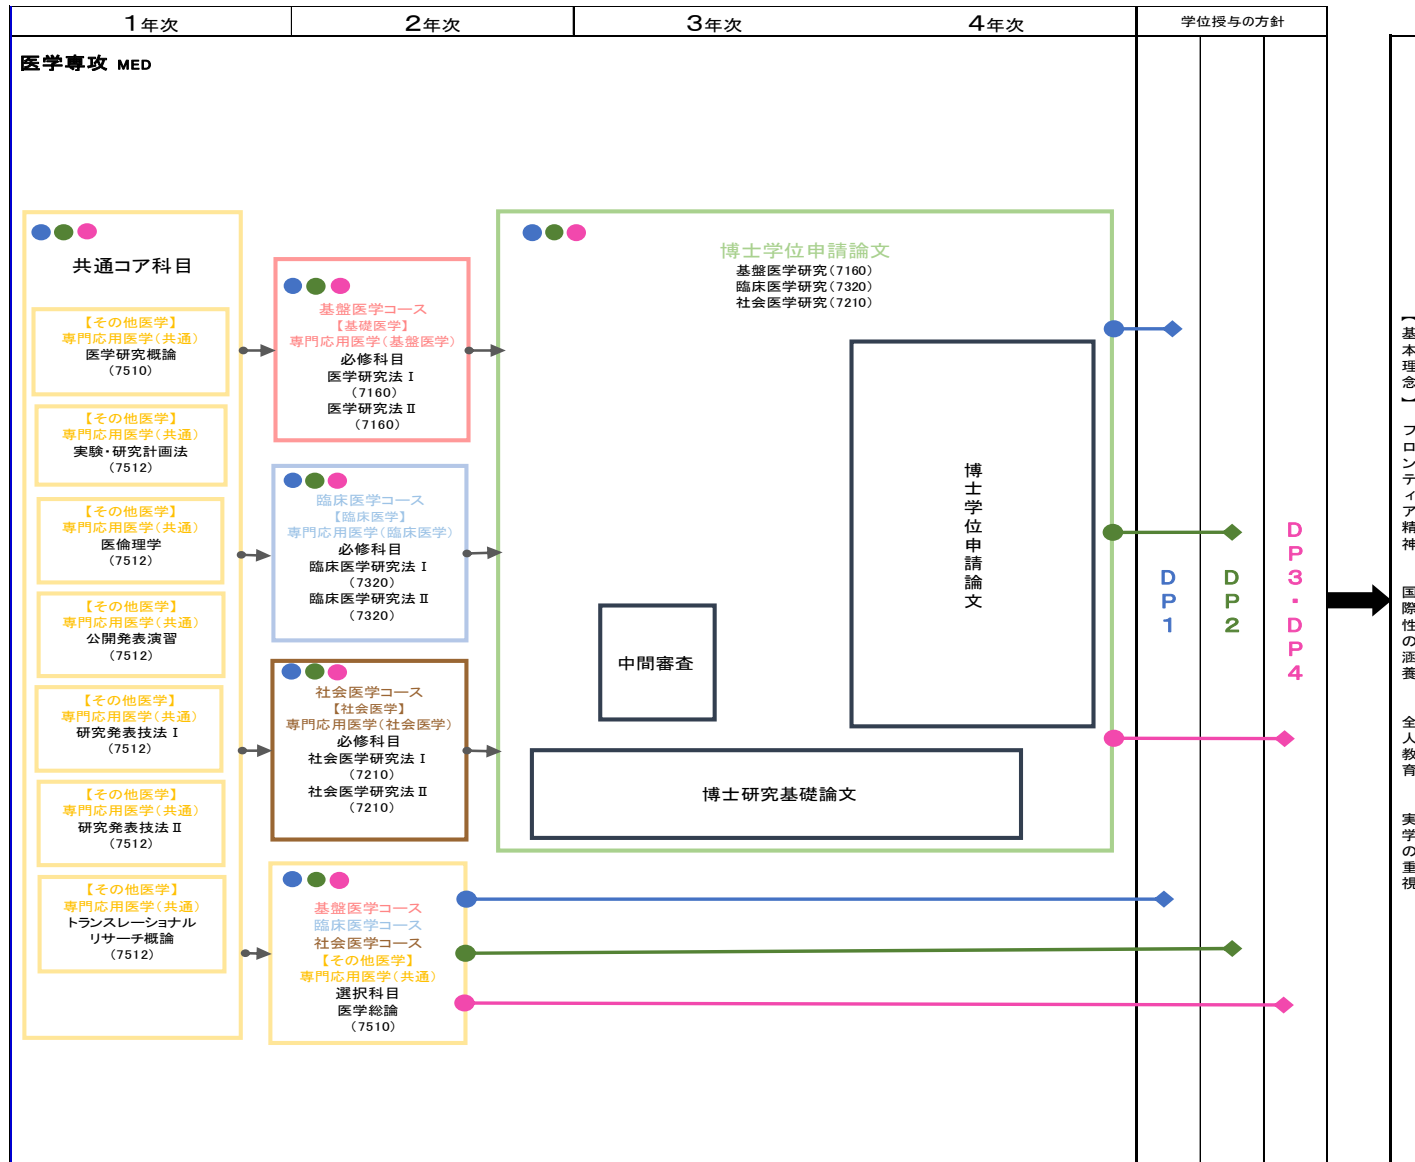 1年次
2年次
3年次
4年次
学位授与の方針
医学専攻 MED
共通コア科目
【その他医学】
専門応用医学(共通)
医学研究概論
(7510)
【その他医学】
専門応用医学(共通)
実験・研究計画法
(7512)
【その他医学】
専門応用医学(共通)
医倫理学
(7512)
【その他医学】
専門応用医学(共通)
公開発表演習
(7512)
【その他医学】
専門応用医学(共通)
研究発表技法Ⅰ
(7512)
【その他医学】
専門応用医学(共通)
研究発表技法Ⅱ
(7512)
【その他医学】
専門応用医学(共通)
トランスレーショナル
リサーチ概論
(7512)
基盤医学コース
【基礎医学】
専門応用医学(基盤医学)
必修科目
医学研究法Ⅰ
(7160)
医学研究法Ⅱ
(7160)
臨床医学コース
【臨床医学】
専門応用医学(臨床医学)
必修科目
臨床医学研究法Ⅰ
(7320)
臨床医学研究法Ⅱ
(7320)
社会医学コース
【社会医学】
専門応用医学(社会医学)
必修科目
社会医学研究法Ⅰ
(7210)
社会医学研究法Ⅱ
(7210)
基盤医学コース
臨床医学コース
社会医学コース
【その他医学】
専門応用医学(共通)
選択科目
医学総論
(7510)
博士学位申請論文
基盤医学研究(7160)
臨床医学研究(7320)
社会医学研究(7210)
博士学位申請論文
中間審査
博士研究基礎論文
DP1
DP2
DP3・DP4
【基本理念】 フロンティア精神 国際性の涵養 全人教育 実学の重視